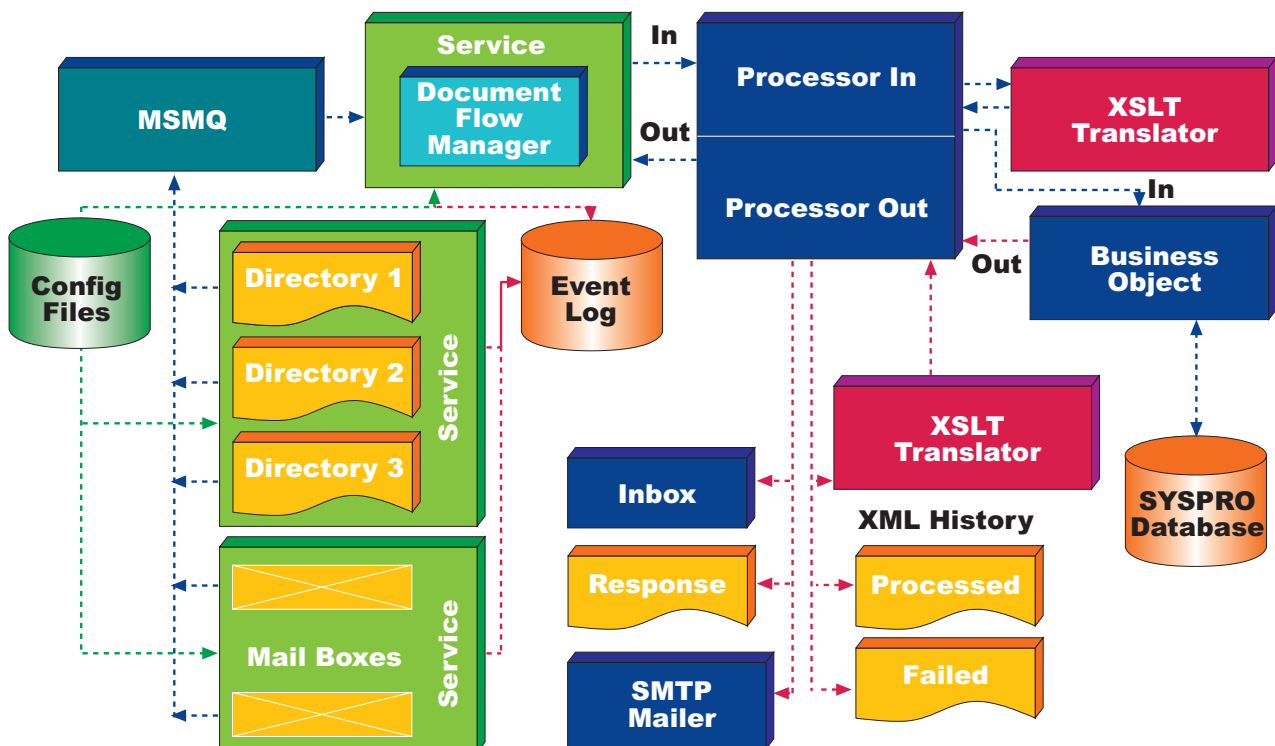 Service
In
MSMQ
Document
Flow
Manager
Out
Processor In
Processor Out
XSLT
Translator
In
Out
Business
Object
Config
Files
Directory 1
Directory 2
Directory 3
Service
Event
Log
XSLT
Translator
SYSPRO
Database
Inbox
XML History
Response
Processed
Mail Boxes
Service
SMTP
Mailer
Failed